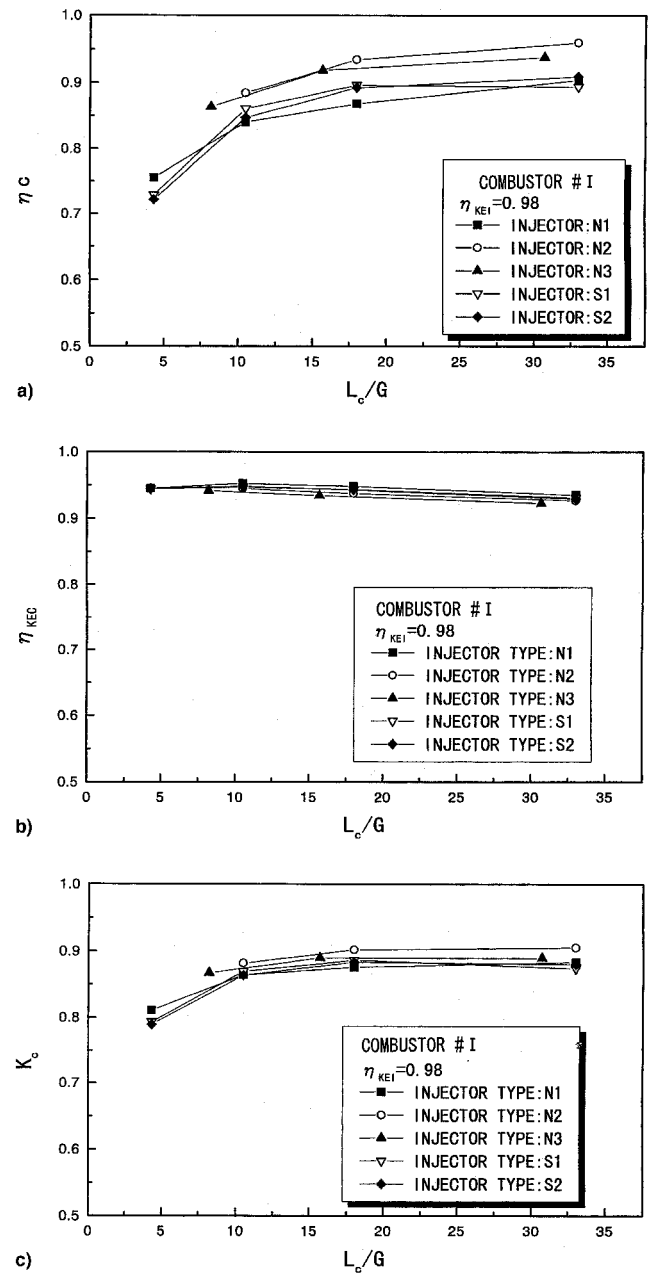 1.0
0.9
0.8
0.7
0.6
0.5
η c
COMBUSTOR #I
η KEI=0.98
INJECTOR:N1
INJECTOR:N2
INJECTOR:N3
INJECTOR:S1
INJECTOR:S2
0 5 10 15 20 25 30 35
a)
L_c/G
1.0
0.9
0.8
0.7
0.6
0.5
η KEC
COMBUSTOR #I
η KEI=0.98
INJECTOR TYPE:N1
INJECTOR TYPE:N2
INJECTOR TYPE:N3
INJECTOR TYPE:S1
INJECTOR TYPE:S2
0 5 10 15 20 25 30 35
b)
L_c/G
1.0
0.9
0.8
0.7
0.6
0.5
K_c
COMBUSTOR #I
η KEI=0.98
INJECTOR TYPE:N1
INJECTOR TYPE:N2
INJECTOR TYPE:N3
INJECTOR TYPE:S1
INJECTOR TYPE:S2
0 5 10 15 20 25 30 35
c)
L_c/G